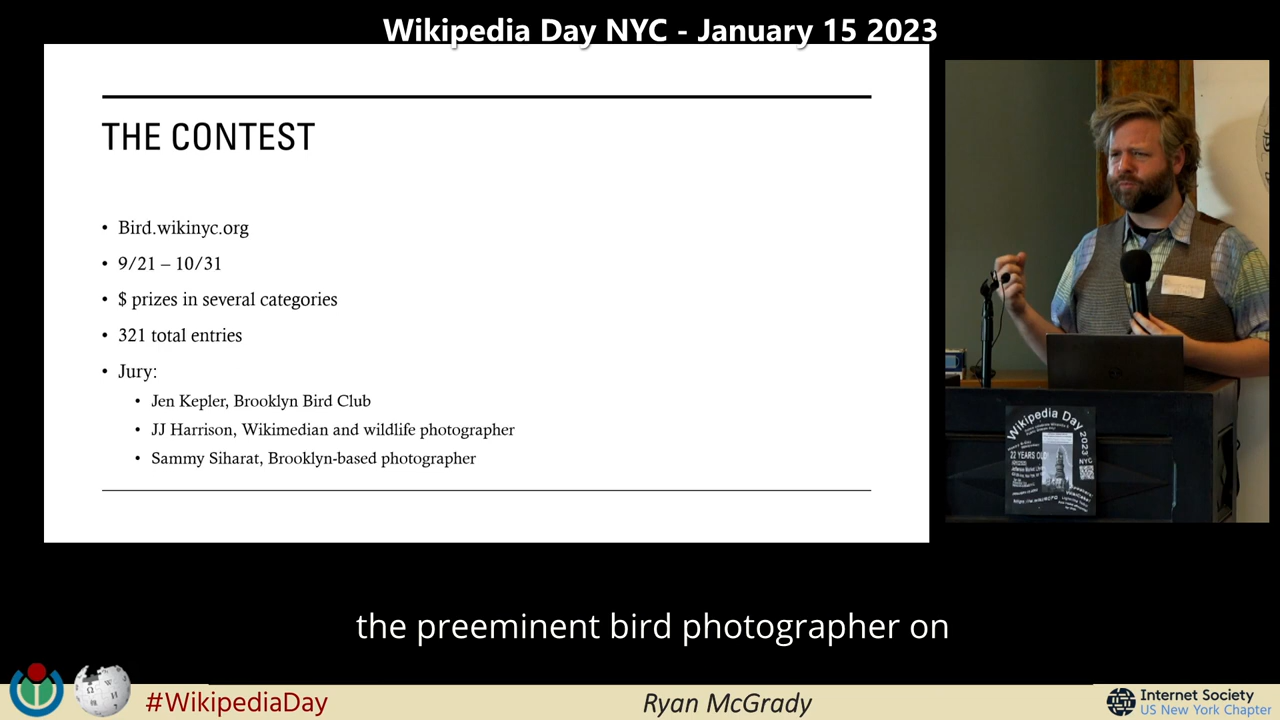 Wikipedia Day NYC - January 15 2023
THE CONTEST
• Bird.wikinyc.org
• 9/21 – 10/31
• $ prizes in several categories
• 321 total entries
• Jury:
• Jen Kepler, Brooklyn Bird Club
• JJ Harrison, Wikimedian and wildlife photographer
• Sammy Siharat, Brooklyn-based photographer
Wikipedia Day
2023
NYC
22 YEARS OLD!
the preeminent bird photographer on
#WikipediaDay
Ryan McGrady
Internet Society
US New York Chapter